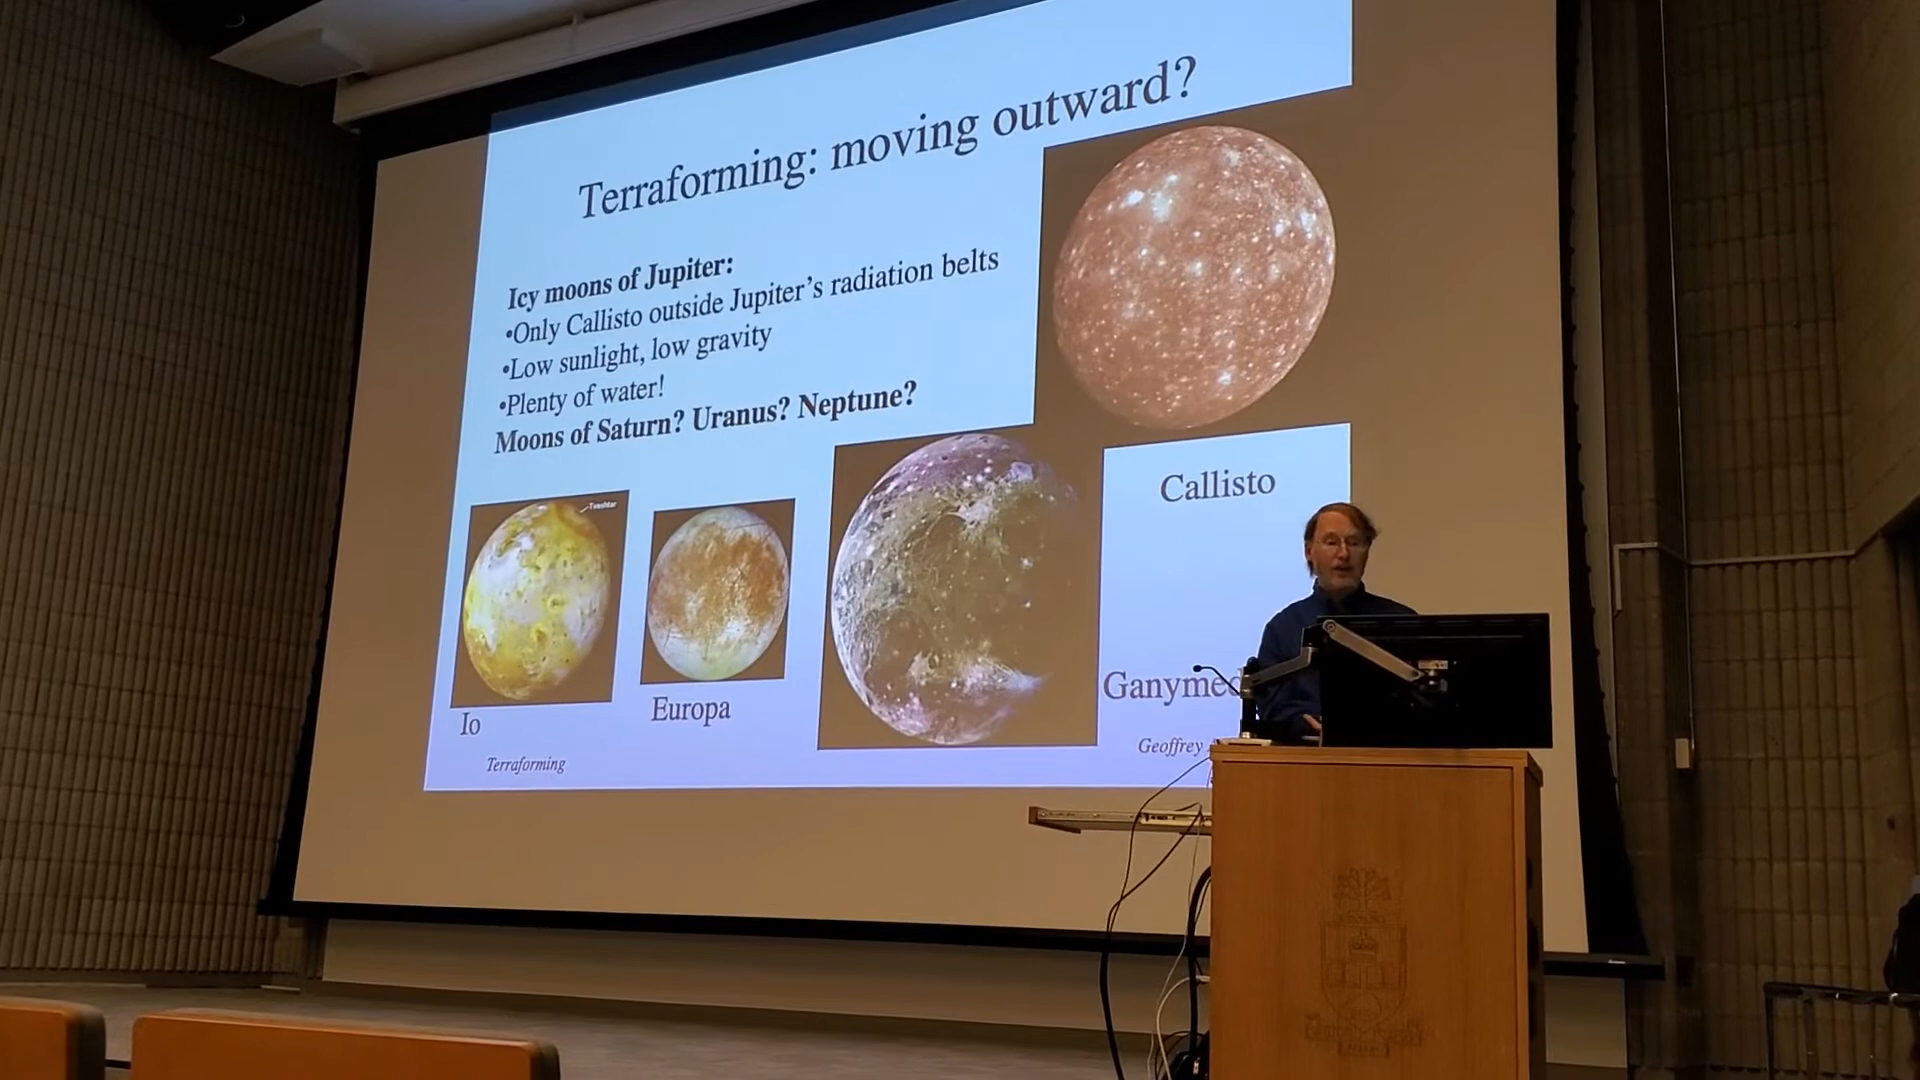 Terraforming: moving outward?
Icy moons of Jupiter:
•Only Callisto outside Jupiter's radiation belts
•Low sunlight, low gravity
•Plenty of water!
Moons of Saturn? Uranus? Neptune?
Tvashtar
Callisto
Io
Europa
Ganymed
Terraforming
Geoffrey